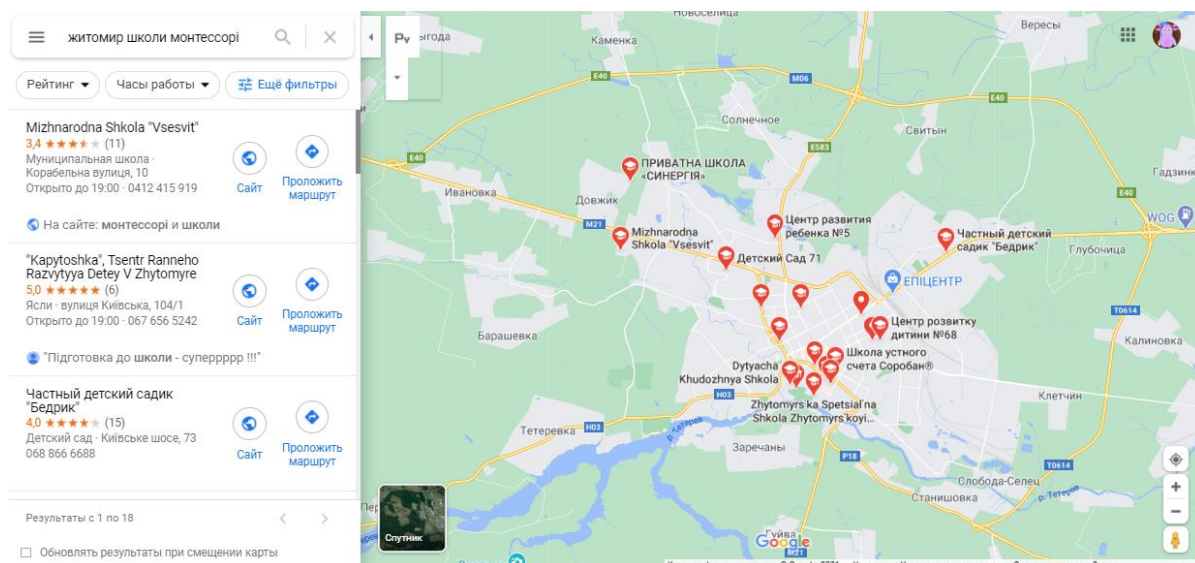 житомир школи монтессорі
Рейтинг
Часы работы
Ещё фильтры
Mizhnarodna Shkola "Vsesvit"
3,4 (11)
Муниципальная школа ·
Корабельна вулиця, 10
Открыто до 19:00 · 0412 415 919
Сайт
Проложить
маршрут
На сайте: монтессорі и школи
"Kapytoshka", Tsentr Ranneho
Razvytyya Detey V Zhytomyre
5,0 (6)
Ясли · вулиця Київська, 104/1
Открыто до 19:00 · 067 656 5242
Сайт
Проложить
маршрут
"Підготовка до школи - суперрррр !!!"
Частный детский садик
"Бедрик"
4,0 (15)
Детский сад · Київське шосе, 73
068 866 6688
Сайт
Проложить
маршрут
Результаты с 1 по 18
Обновлять результаты при смещении карты
Новоселица
Вересы
Каменка
E40
M06
E40
Солнечное
Свитын
E583
E40
ПРИВАТНА ШКОЛА
«СИНЕРГІЯ»
Ивановка
Довжик
E40
WOG
M21
Mizhnarodna
Shkola "Vsesvit"
Центр развития
ребенка №5
Частный детский
садик "Бедрик"
Глубочица
Детский Сад 71
ЕПІЦЕНТР
T0614
Барашевка
Центр розвитку
дитини №68
Калиновка
Школа устного
счета Соробан®
Dytyacha
Khudozhnya Shkola
H03
Клетчин
Zhytomyrs'ka Spetsial'na
Shkola Zhytomyrs'koyi...
Тетеревка
H03
р. Тетерев
Заречаны
P18
T0614
Слобода-Селец
Станишовка
р. Тетерев
Спутник
Гуйва
Google
M21